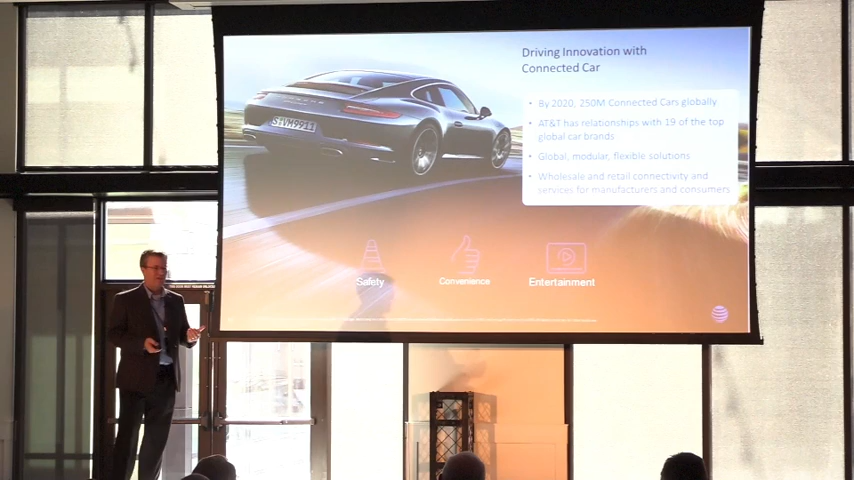 Driving Innovation with
Connected Car
• By 2020, 250M Connected Cars globally
• AT&T has relationships with 19 of the top
global car brands
• Global, modular, flexible solutions
• Wholesale and retail connectivity and
services for manufacturers and consumers
PORSCHE
Safety
Convenience
Entertainment